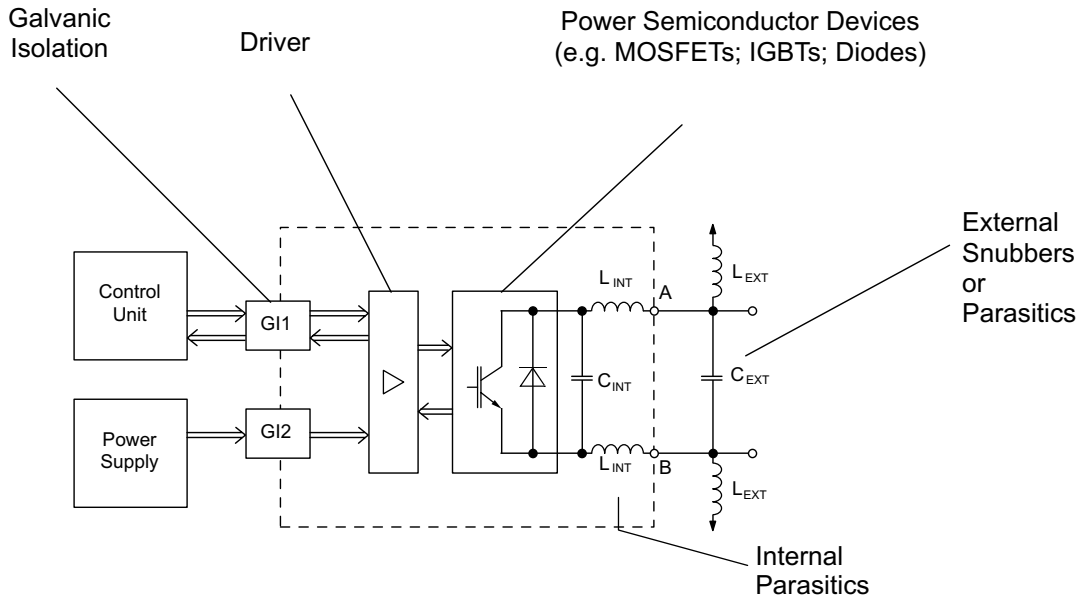 Galvanic
Isolation
Driver
Power Semiconductor Devices
(e.g. MOSFETs; IGBTs; Diodes)
External
Snubbers
or
Parasitics
Control
Unit
GI1
L INT
A
L EXT
C INT
C EXT
Power
Supply
GI2
L INT
B
L EXT
Internal
Parasitics